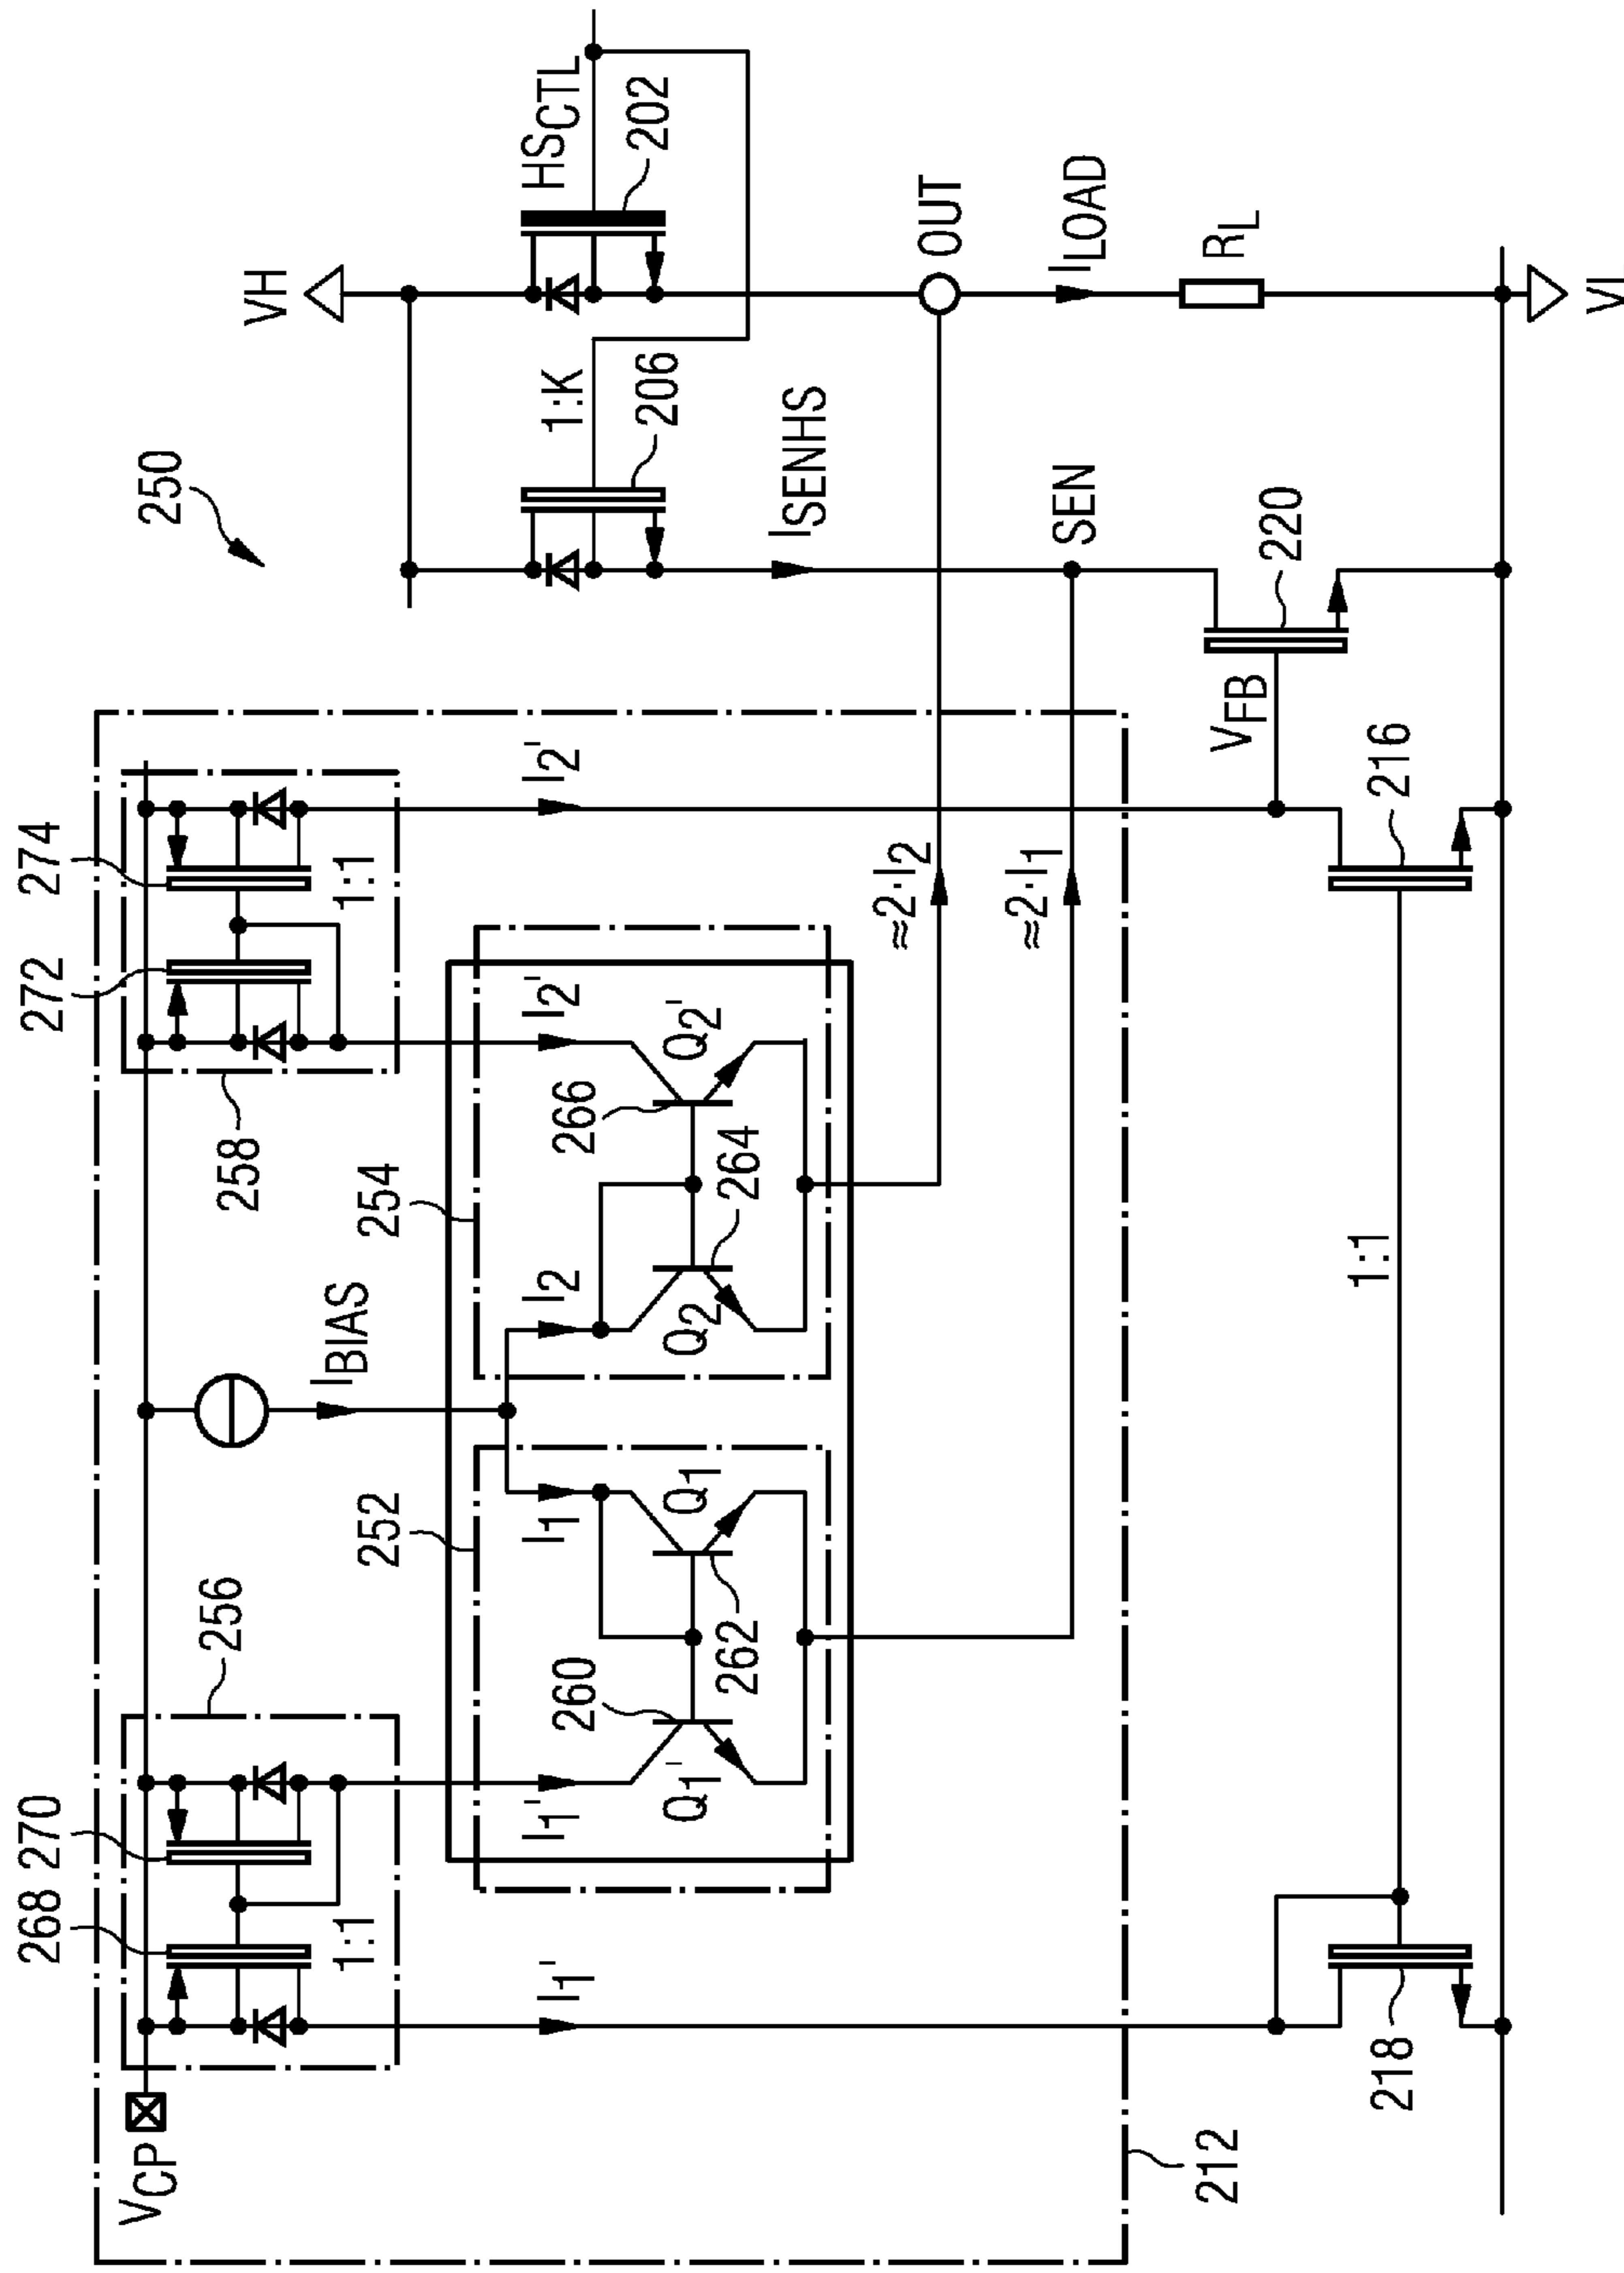 250
VH
HSCTL
202
1:K
206
ISENHS
SEN
OUT
ILOAD
RL
220
VFB
216
VCP
268
270
1:1
256
IBIAS
272
274
1:1
258
I1'
I1'
252
I1
I2
254
I2'
I2'
260
Q1'
262
Q1
Q2
264
266
Q2'
≈2·I2
≈2·I1
212
218
1:1